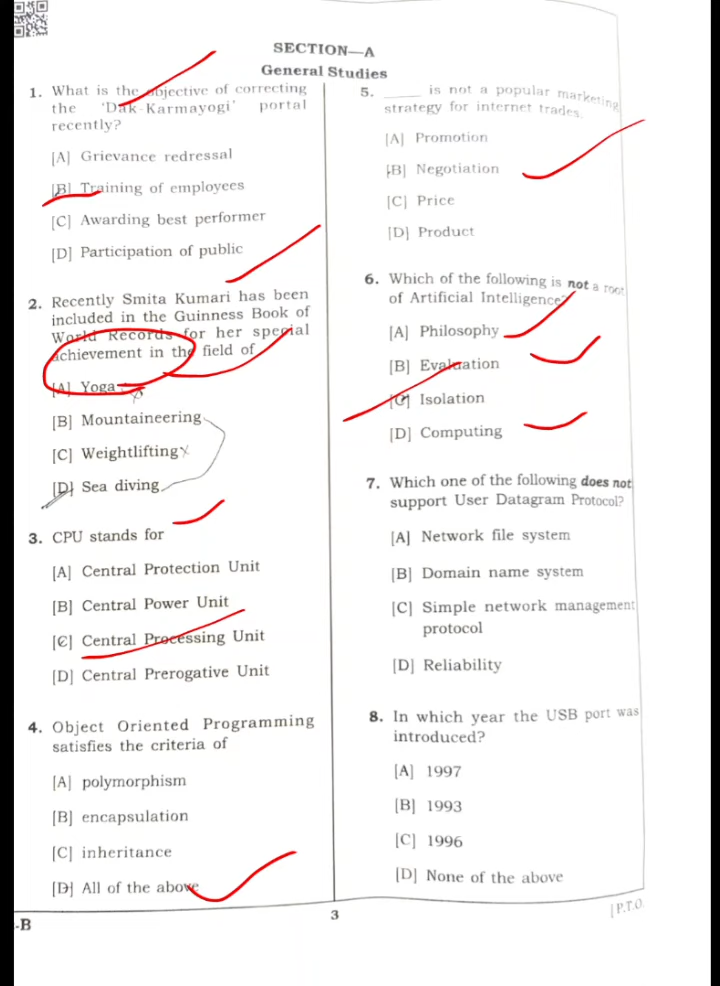 SECTION—A
General Studies
1. What is the objective of correcting
the 'Dak-Karmayogi' portal
recently?
[A] Grievance redressal
[B] Training of employees
[C] Awarding best performer
[D] Participation of public
2. Recently Smita Kumari has been
included in the Guinness Book of
World Records for her special
achievement in the field of
[A] Yoga
[B] Mountaineering
[C] Weightlifting
[D] Sea diving
3. CPU stands for
[A] Central Protection Unit
[B] Central Power Unit
[C] Central Processing Unit
[D] Central Prerogative Unit
4. Object Oriented Programming
satisfies the criteria of
[A] polymorphism
[B] encapsulation
[C] inheritance
[D] All of the above
5. ____ is not a popular marketing
strategy for internet trades.
[A] Promotion
[B] Negotiation
[C] Price
[D] Product
6. Which of the following is not a root
of Artificial Intelligence?
[A] Philosophy
[B] Evaluation
[C] Isolation
[D] Computing
7. Which one of the following does not
support User Datagram Protocol?
[A] Network file system
[B] Domain name system
[C] Simple network management
protocol
[D] Reliability
8. In which year the USB port was
introduced?
[A] 1997
[B] 1993
[C] 1996
[D] None of the above
-B
3
[ P.T.O.